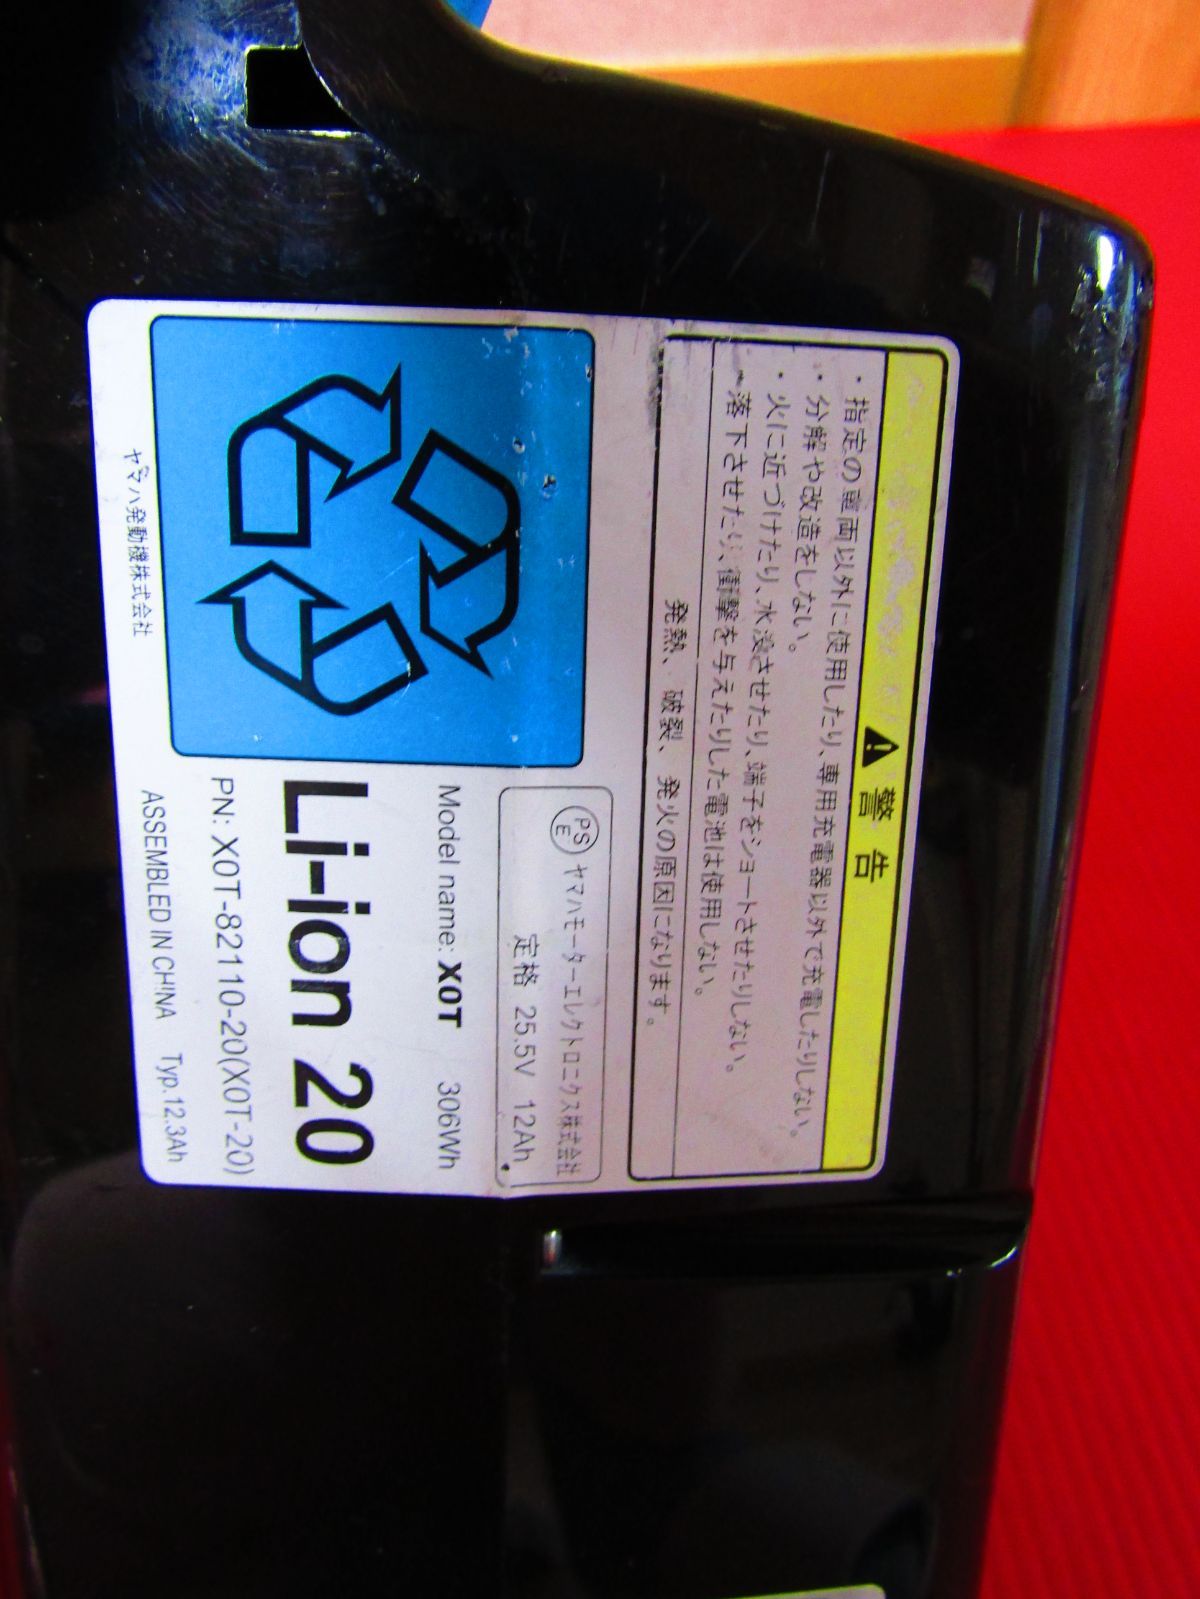 警告
・指定の車両以外に使用したり、専用充電器以外で充電したりしない。
・分解や改造をしない。
・火に近づけたり、水没させたり、端子をショートさせたりしない。
・落下させたり、衝撃を与えたりした電池は使用しない。
発熱、破裂、発火の原因になります。
PS
E
ヤマハモーターエレクトロニクス株式会社
定格 25.5V 12Ah
Model name: X0T 306Wh
Li-ion 20
PN: X0T-82110-20(X0T-20)
ASSEMBLED IN CHINA Typ.12.3Ah
ヤマハ発動機株式会社